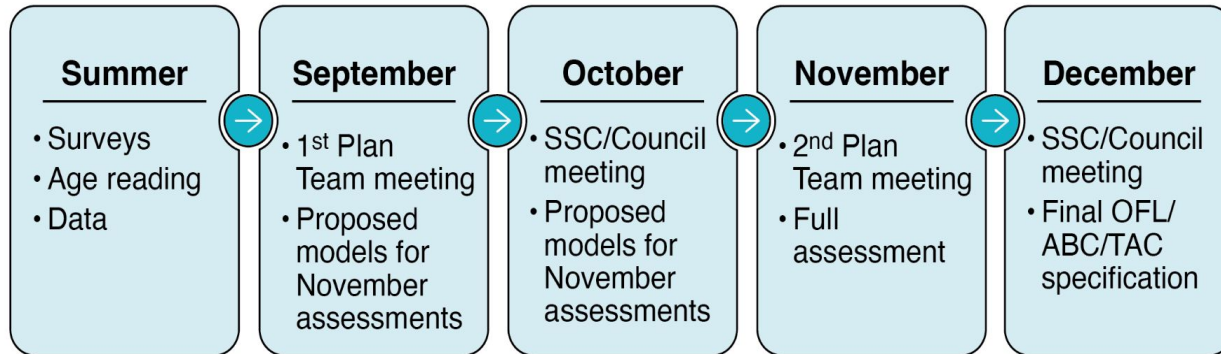 Summer
• Surveys
• Age reading
• Data
September
• 1st Plan
Team meeting
• Proposed
models for
November
assessments
October
• SSC/Council
meeting
• Proposed
models for
November
assessments
November
• 2nd Plan
Team meeting
• Full
assessment
December
• SSC/Council
meeting
• Final OFL/
ABC/TAC
specification